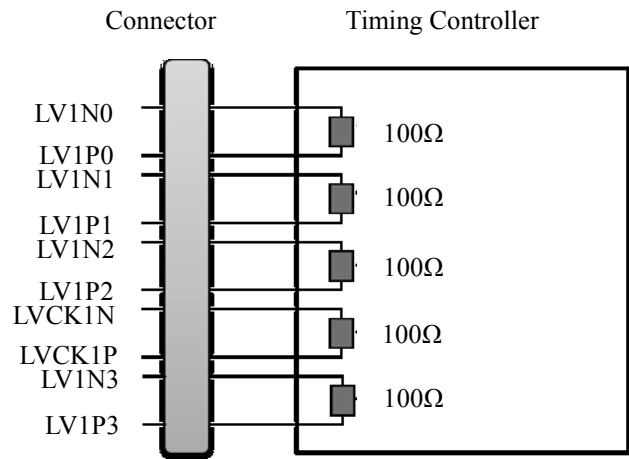 Connector Timing Controller
LV1N0
100Ω
LV1P0
LV1N1
100Ω
LV1P1
LV1N2
100Ω
LV1P2
LVCK1N
100Ω
LVCK1P
LV1N3
100Ω
LV1P3